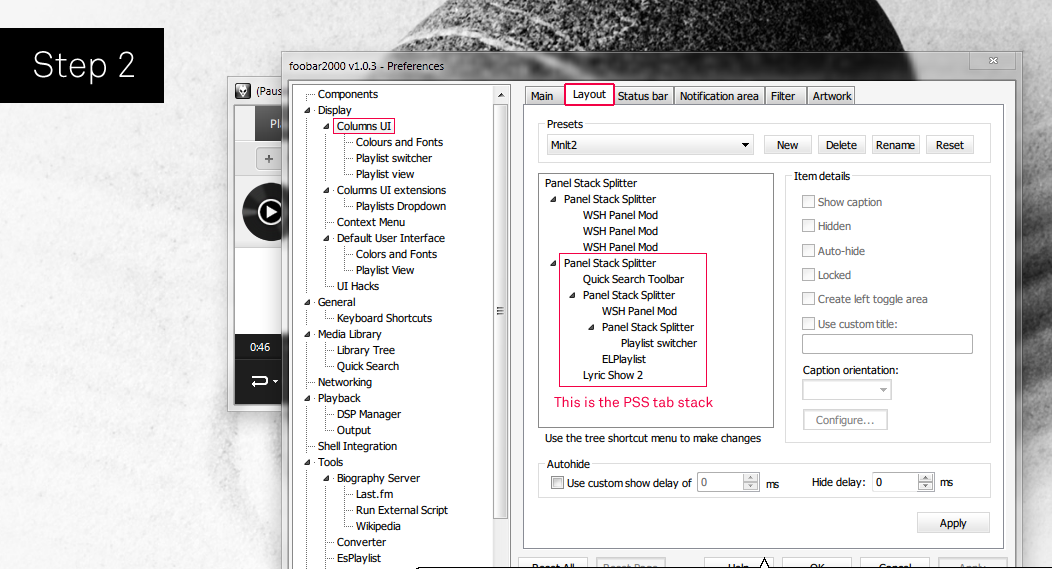 Step 2
foobar2000 v1.0.3 - Preferences
(Paus
0:46
Components
Display
Columns UI
Colours and Fonts
Playlist switcher
Playlist view
Columns UI extensions
Playlists Dropdown
Context Menu
Default User Interface
Colors and Fonts
Playlist View
UI Hacks
General
Keyboard Shortcuts
Media Library
Library Tree
Quick Search
Networking
Playback
DSP Manager
Output
Shell Integration
Tools
Biography Server
Last.fm
Run External Script
Wikipedia
Converter
EsPlaylist
Main Layout Status bar Notification area Filter Artwork
Presets
Mnlt2 New Delete Rename Reset
Panel Stack Splitter
Panel Stack Splitter
WSH Panel Mod
WSH Panel Mod
WSH Panel Mod
Panel Stack Splitter
Quick Search Toolbar
Panel Stack Splitter
WSH Panel Mod
Panel Stack Splitter
Playlist switcher
ELPlaylist
Lyric Show 2
This is the PSS tab stack
Use the tree shortcut menu to make changes
Item details
Show caption
Hidden
Auto-hide
Locked
Create left toggle area
Use custom title:
Caption orientation:
Configure...
Autohide
Use custom show delay of 0 ms Hide delay: 0 ms
Apply
Reset All Reset Page Help OK Cancel Apply